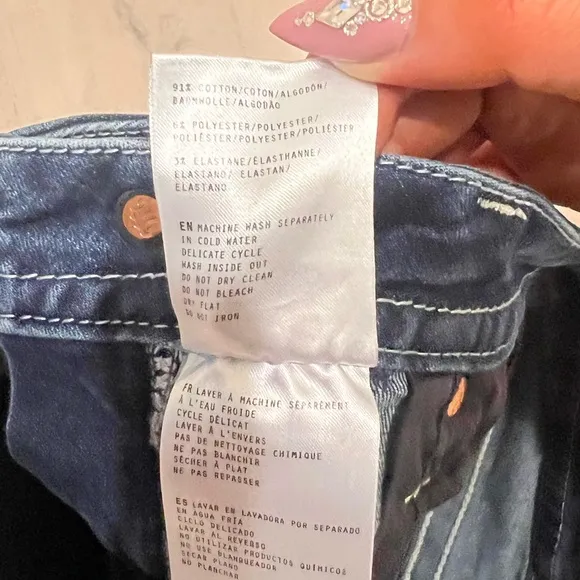 91% COTTON/COTON/ALGODÓN/
BAUMWOLLE/ALGODÃO
6% POLYESTER/POLYESTER/
POLIÉSTER/POLYESTER/POLIÉSTER
3% ELASTANE/ÉLASTHANNE/
ELASTANO/ ELASTAN/
ELASTANO
EN MACHINE WASH SEPARATELY
IN COLD WATER
DELICATE CYCLE
WASH INSIDE OUT
DO NOT DRY CLEAN
DO NOT BLEACH
DRY FLAT
DO NOT IRON
FR LAVER À MACHINE SÉPARÉMENT
À L'EAU FROIDE
CYCLE DÉLICAT
LAVER À L'ENVERS
PAS DE NETTOYAGE CHIMIQUE
NE PAS BLANCHIR
SÉCHER À PLAT
NE PAS REPASSER
ES LAVAR EN LAVADORA POR SEPARADO
EN AGUA FRÍA
CICLO DELICADO
LAVAR AL REVERSO
NO UTILIZAR PRODUCTOS QUÍMICOS
NO USE BLANQUEADOR
SECAR PLANO
NO PLANCHAR